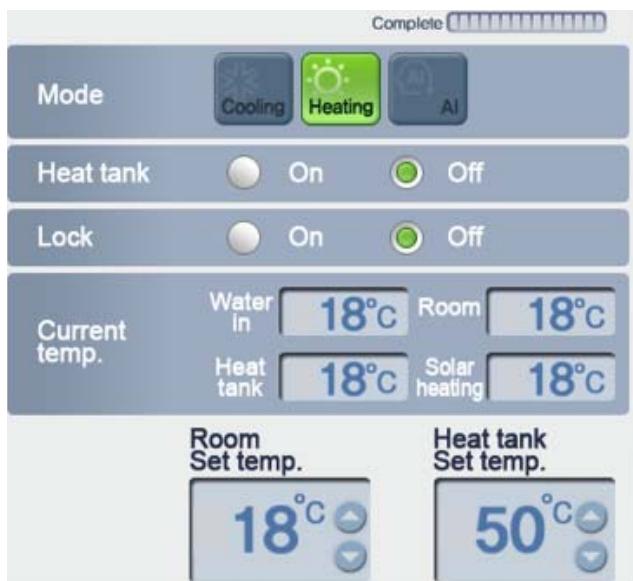 Complete
Mode
Cooling Heating AI
Heat tank On Off
Lock On Off
Current
temp.
Water
in 18°C Room 18°C
Heat
tank 18°C Solar
heating 18°C
Room
Set temp.
18°C
Heat tank
Set temp.
50°C